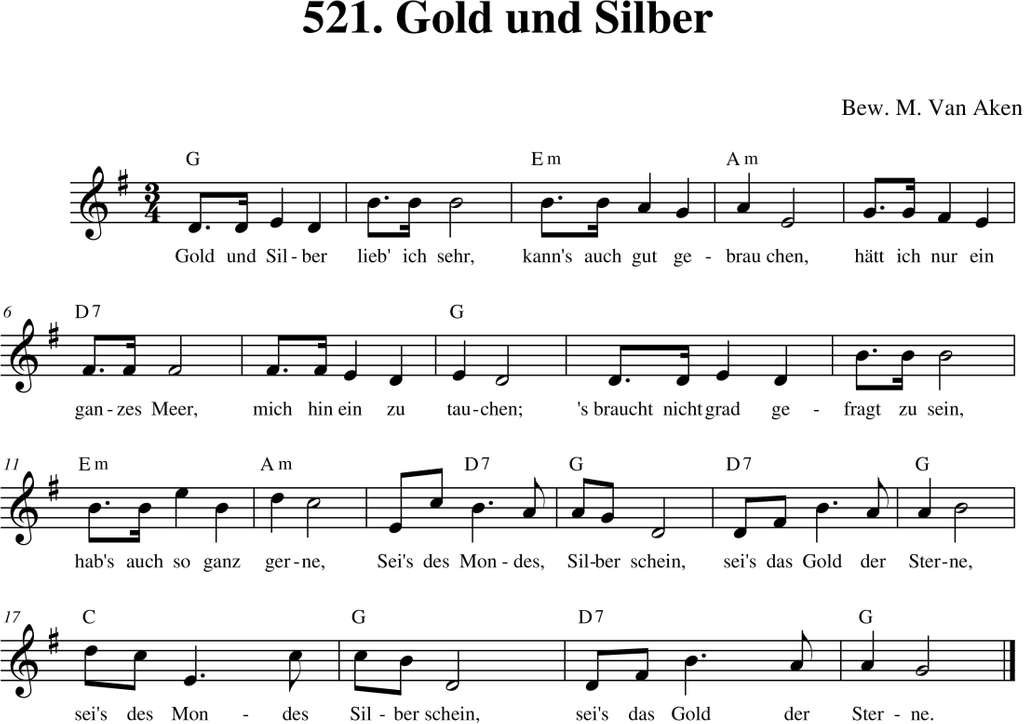 521. Gold und Silber
Bew. M. Van Aken
G Em Am
3 4
Gold und Sil - ber lieb' ich sehr, kann's auch gut ge - brau chen, hätt ich nur ein
6 D7 G
gan - zes Meer, mich hin ein zu tau - chen; 's braucht nicht grad ge - fragt zu sein,
11 Em Am D7 G D7 G
hab's auch so ganz ger - ne, Sei's des Mon - des, Sil - ber schein, sei's das Gold der Ster - ne,
17 C G D7 G
sei's des Mon - des Sil - ber schein, sei's das Gold der Ster - ne.